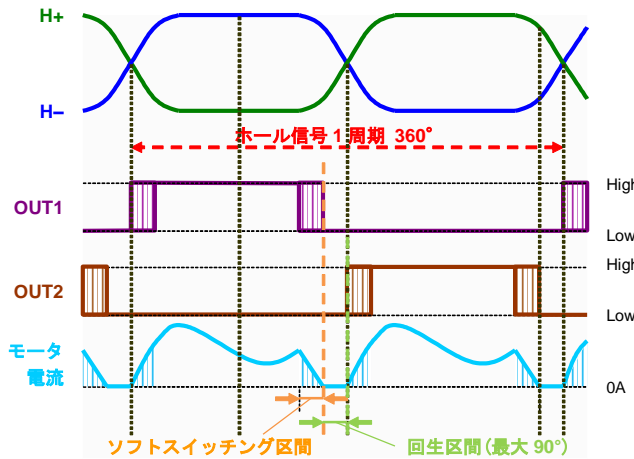 H+
H−
ホール信号 1 周期 360°
OUT1
High
Low
OUT2
High
Low
モータ
電流
0A
ソフトスイッチング区間
回生区間 (最大 90°)